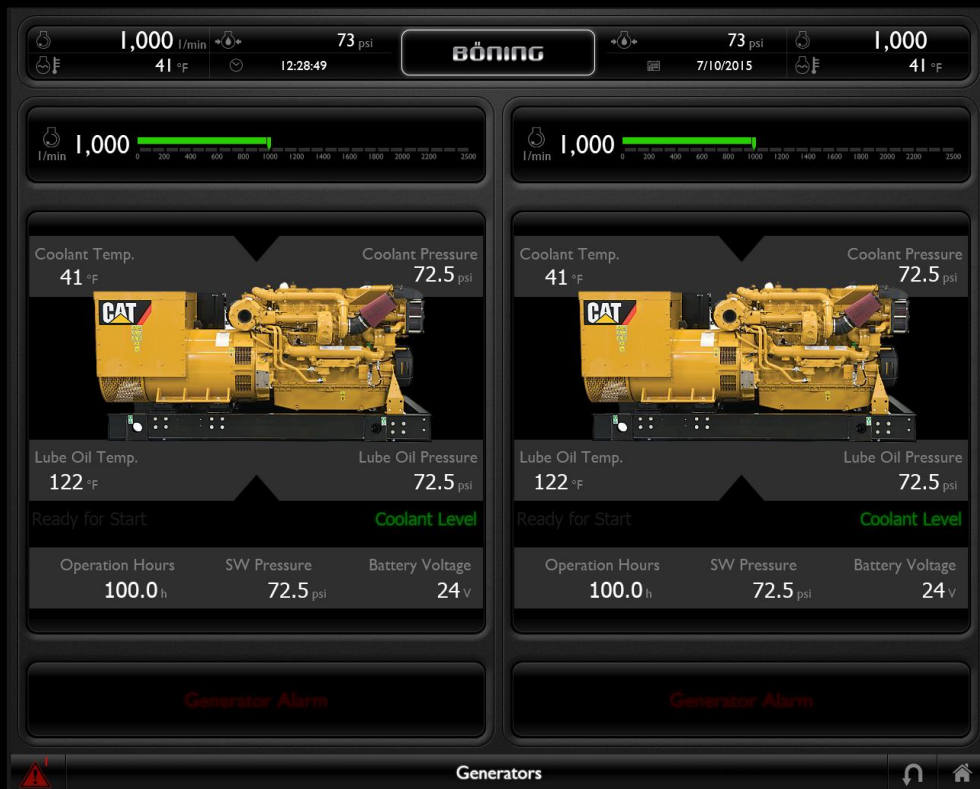 1,000 l/min 73 psi
41 °F 12:28:49
BÖNING
73 psi 1,000
7/10/2015 41 °F
l/min 1,000
0 200 400 600 800 1000 1200 1400 1600 1800 2000 2200 2500
l/min 1,000
0 200 400 600 800 1000 1200 1400 1600 1800 2000 2200 2500
Coolant Temp. Coolant Pressure
41 °F 72.5 psi
CAT
Lube Oil Temp. Lube Oil Pressure
122 °F 72.5 psi
Ready for Start Coolant Level
Operation Hours SW Pressure Battery Voltage
100.0 h 72.5 psi 24 V
Generator Alarm
Coolant Temp. Coolant Pressure
41 °F 72.5 psi
CAT
Lube Oil Temp. Lube Oil Pressure
122 °F 72.5 psi
Ready for Start Coolant Level
Operation Hours SW Pressure Battery Voltage
100.0 h 72.5 psi 24 V
Generator Alarm
Generators